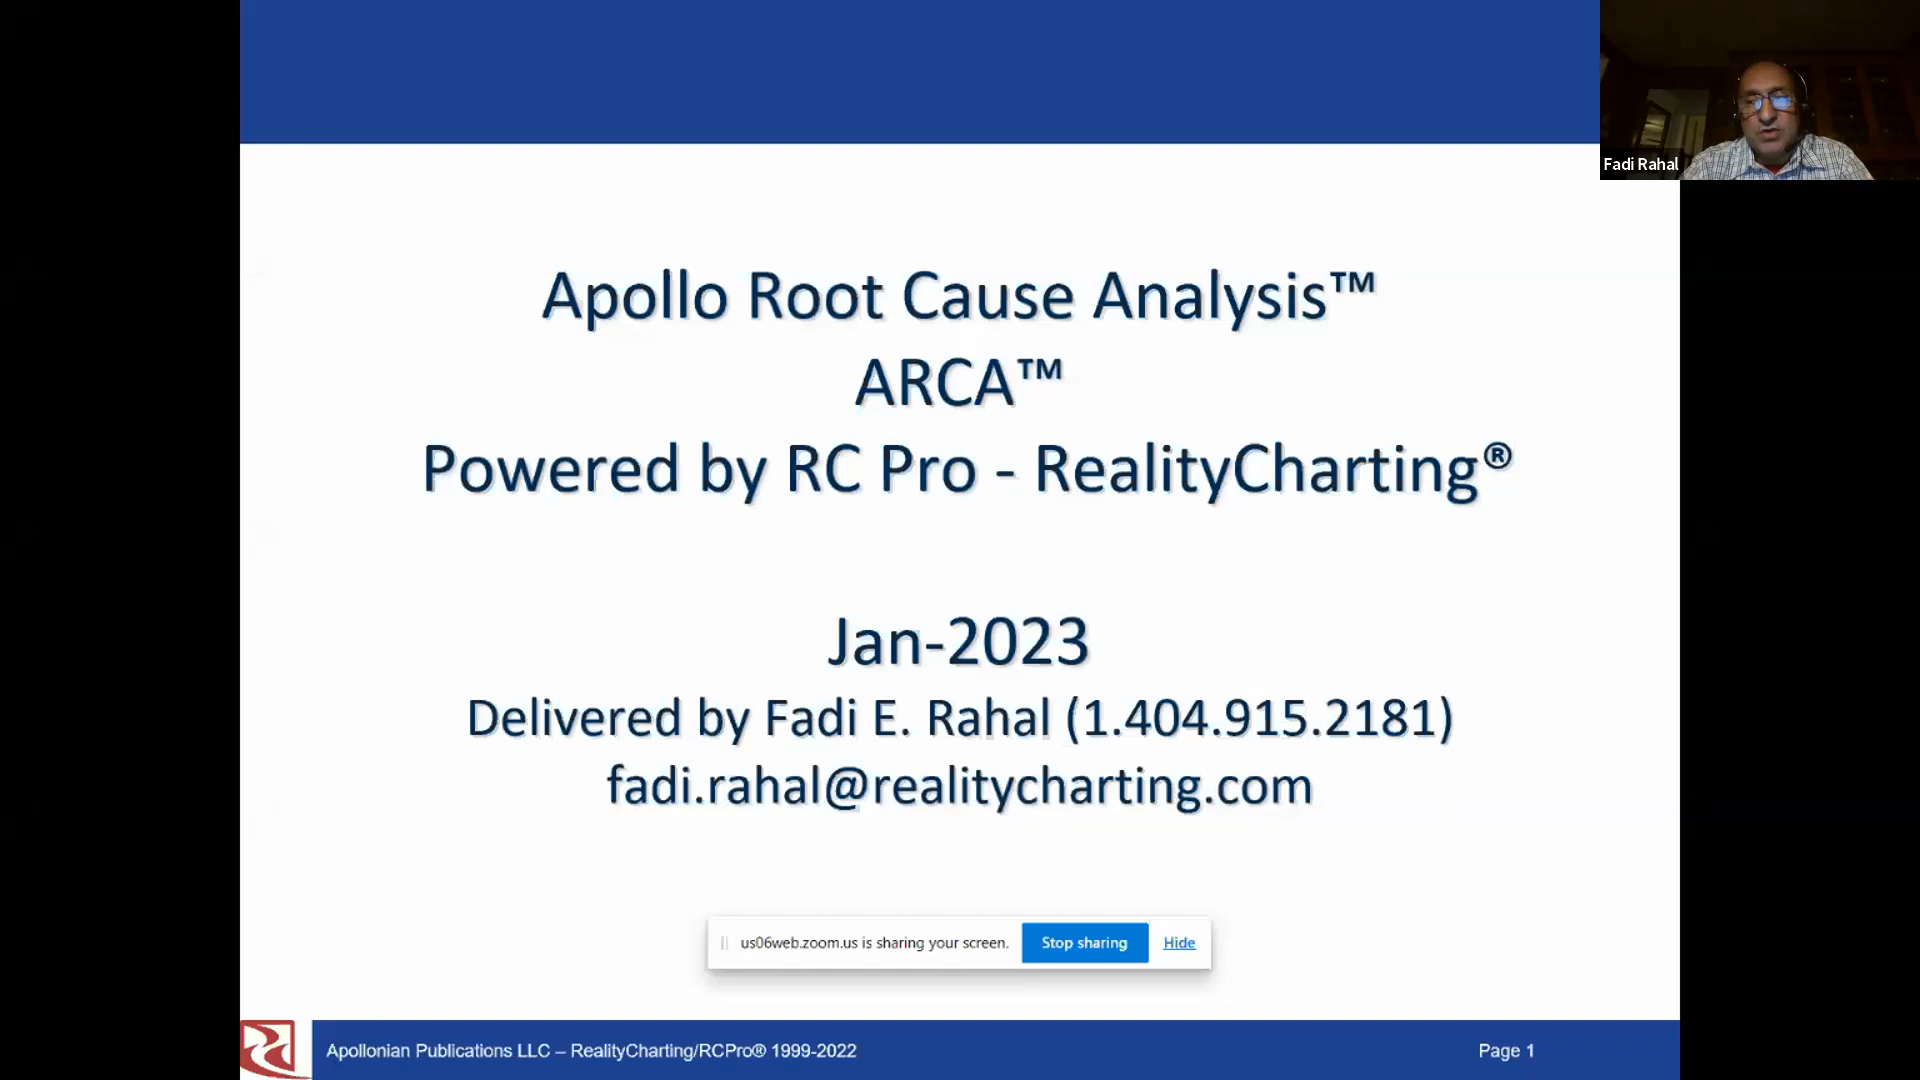 Fadi Rahal
Apollo Root Cause Analysis™
ARCA™
Powered by RC Pro - RealityCharting®
Jan-2023
Delivered by Fadi E. Rahal (1.404.915.2181)
fadi.rahal@realitycharting.com
us06web.zoom.us is sharing your screen. Stop sharing Hide
Apollonian Publications LLC – RealityCharting/RCPro® 1999-2022 Page 1